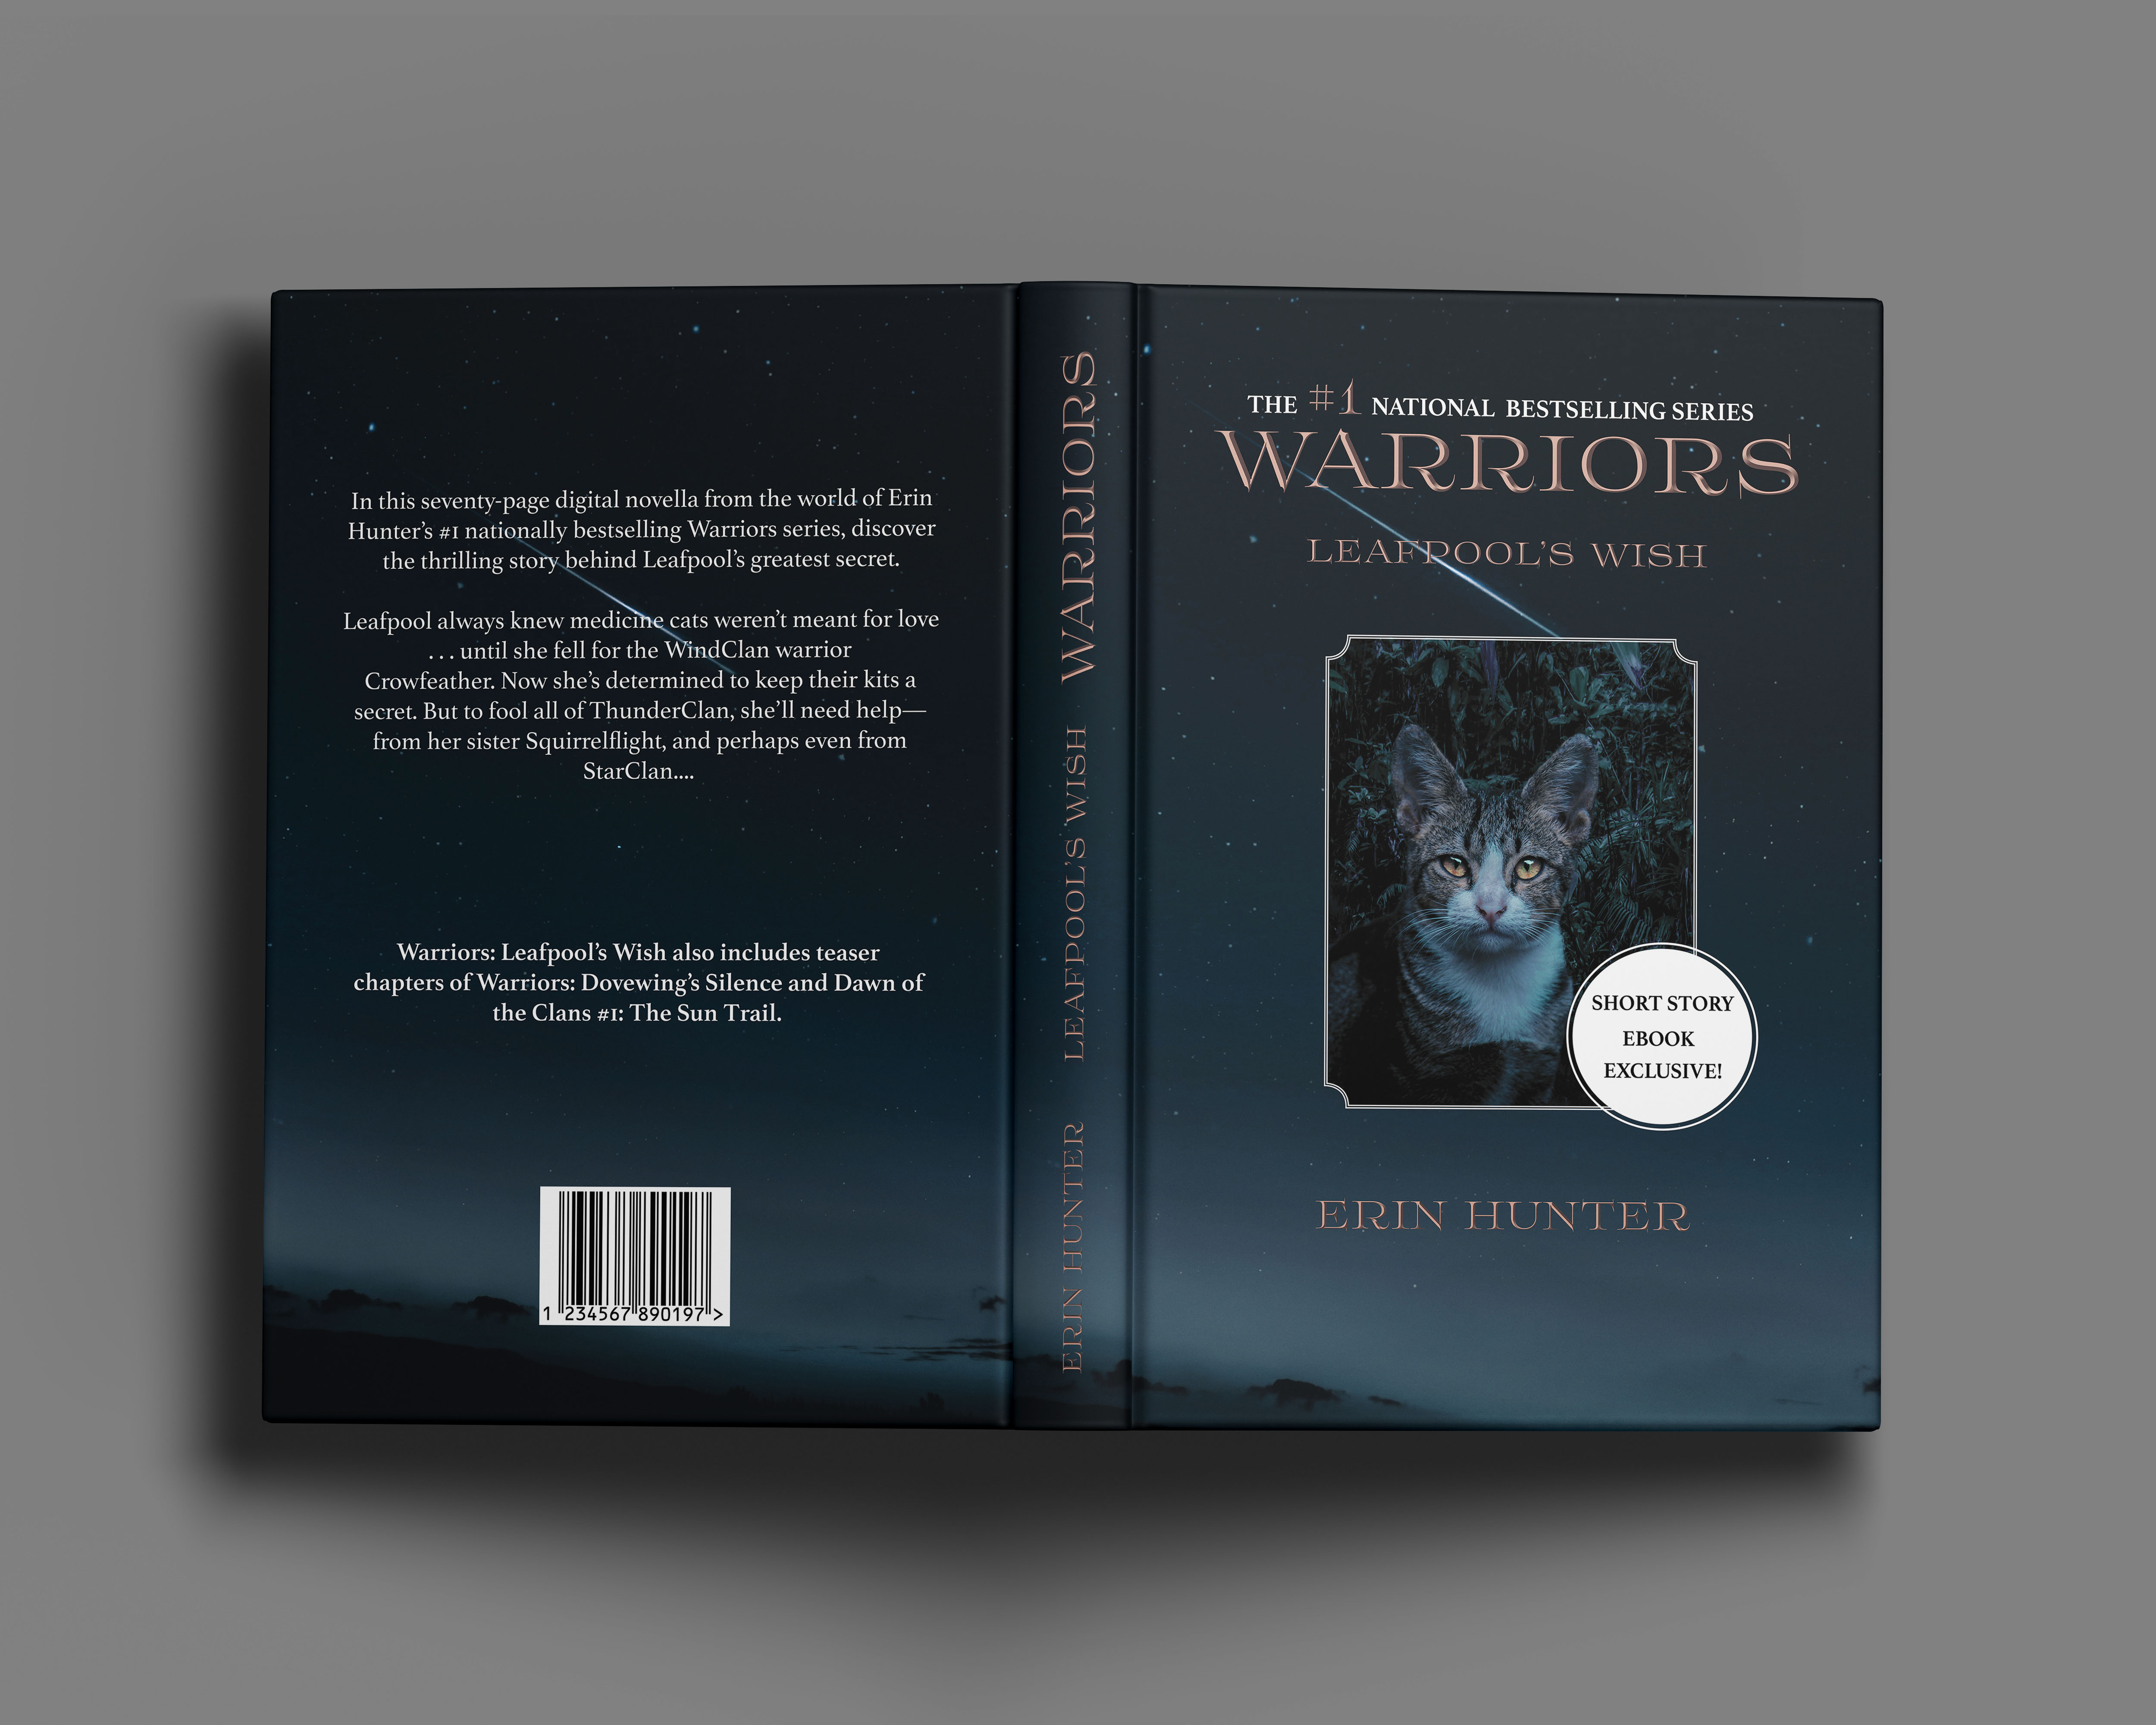 In this seventy-page digital novella from the world of Erin
Hunter's #1 nationally bestselling Warriors series, discover
the thrilling story behind Leafpool's greatest secret.
Leafpool always knew medicine cats weren't meant for love
. . . until she fell for the WindClan warrior
Crowfeather. Now she's determined to keep their kits a
secret. But to fool all of ThunderClan, she'll need help—
from her sister Squirrelflight, and perhaps even from
StarClan....
Warriors: Leafpool's Wish also includes teaser
chapters of Warriors: Dovewing's Silence and Dawn of
the Clans #1: The Sun Trail.
1 234567 890197 >
ERIN HUNTER LEAFPOOL'S WISH WARRIORS
THE #1 NATIONAL BESTSELLING SERIES
WARRIORS
LEAFPOOL'S WISH
SHORT STORY
EBOOK
EXCLUSIVE!
ERIN HUNTER